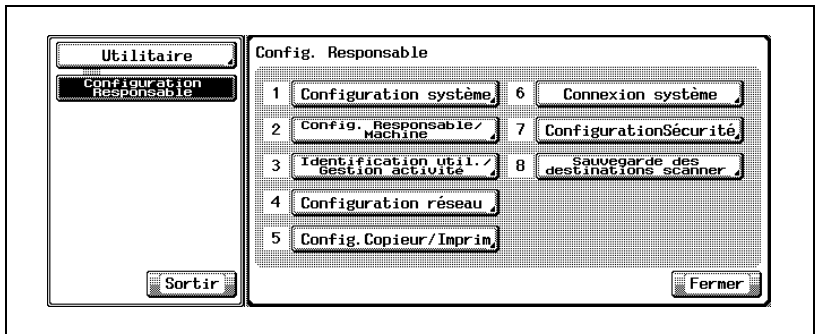 Utilitaire
Configuration
Responsable
Sortir
Config. Responsable
1 Configuration système
2 Config. Responsable/
Machine
3 Identification util./
Gestion activité
4 Configuration réseau
5 Config.Copieur/Imprim
6 Connexion système
7 ConfigurationSécurité
8 Sauvegarde des
destinations scanner
Fermer